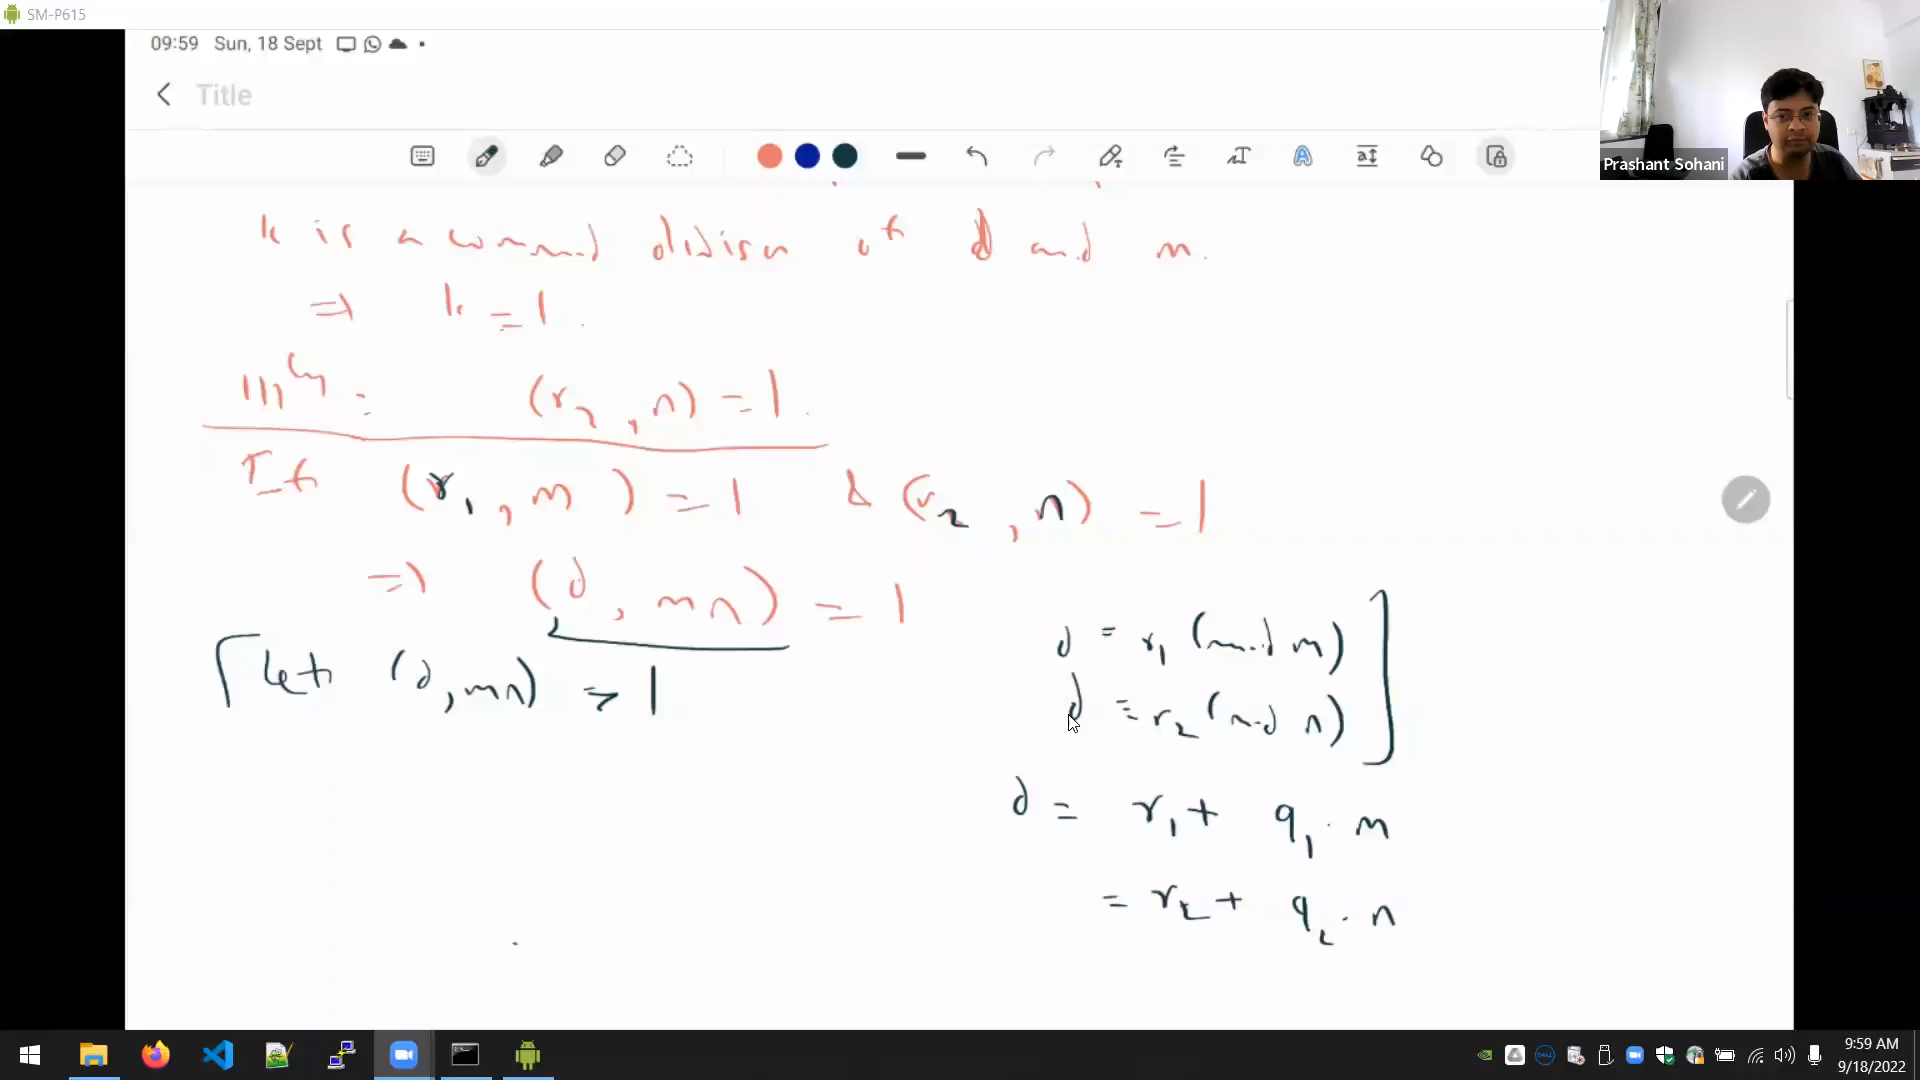 SM-P615
09:59 Sun, 18 Sept
Title
Prashant Sohani
k is a common divisor of d and m.
⇒ k = 1.
|||ly : (r₂, n) = 1.
If (r₁, m) = 1 & (r₂, n) = 1
⇒ (d, mn) = 1
let (d, mn) > 1
d ≡ r₁ (mod m)
d ≡ r₂ (mod n)
d = r₁ + q₁ · m
= r₂ + q₂ · n
9:59 AM
9/18/2022